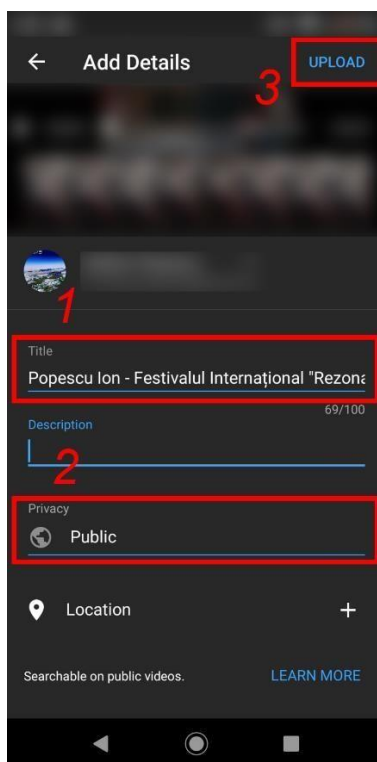 Add Details
UPLOAD
3
1
Title
Popescu Ion - Festivalul Internațional "Rezona
69/100
Description
2
Privacy
Public
Location
+
Searchable on public videos.
LEARN MORE